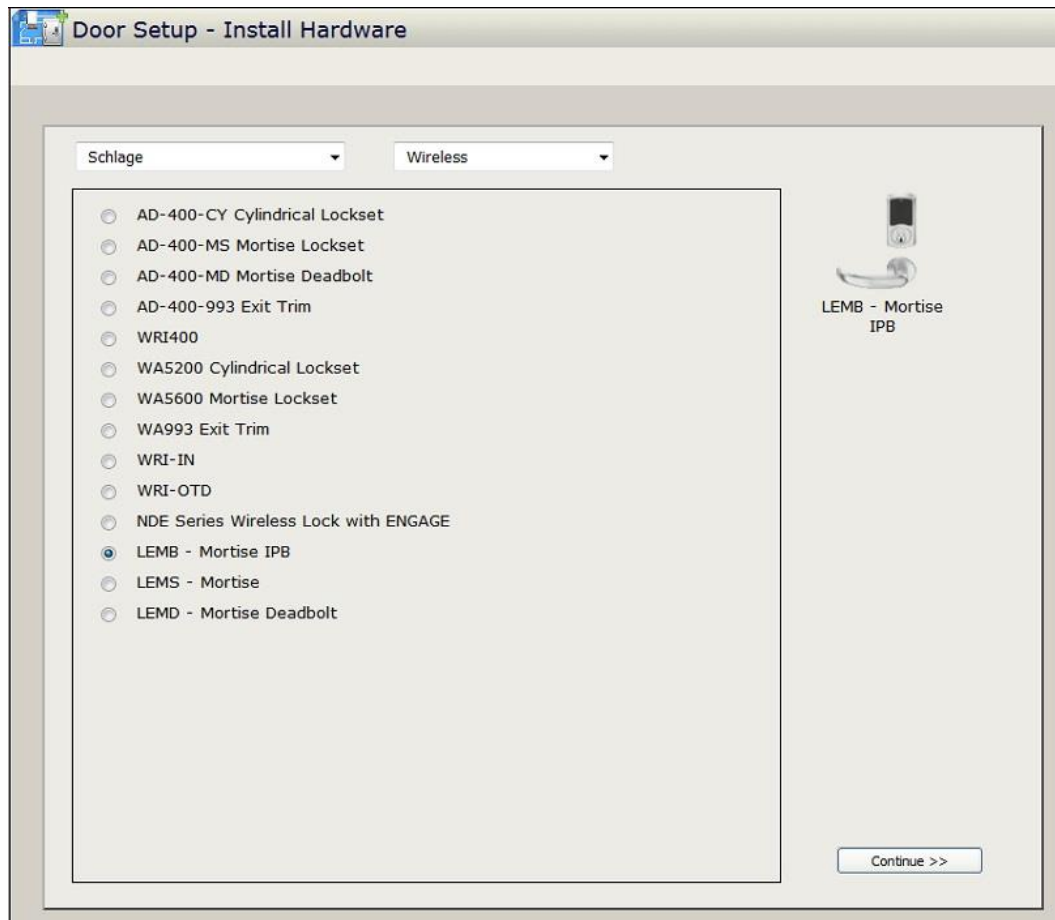 Door Setup - Install Hardware
Schlage
Wireless
AD-400-CY Cylindrical Lockset
AD-400-MS Mortise Lockset
AD-400-MD Mortise Deadbolt
AD-400-993 Exit Trim
WRI400
WA5200 Cylindrical Lockset
WA5600 Mortise Lockset
WA993 Exit Trim
WRI-IN
WRI-OTD
NDE Series Wireless Lock with ENGAGE
LEMB - Mortise IPB
LEMS - Mortise
LEMD - Mortise Deadbolt
LEMB - Mortise
IPB
Continue >>